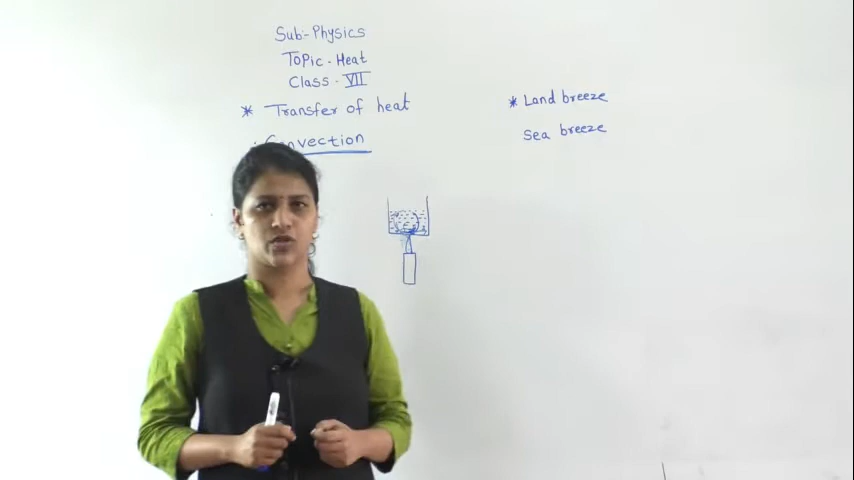 Sub:- Physics
Topic - Heat
Class - VII
* Transfer of heat
Convection
* Land breeze
Sea breeze